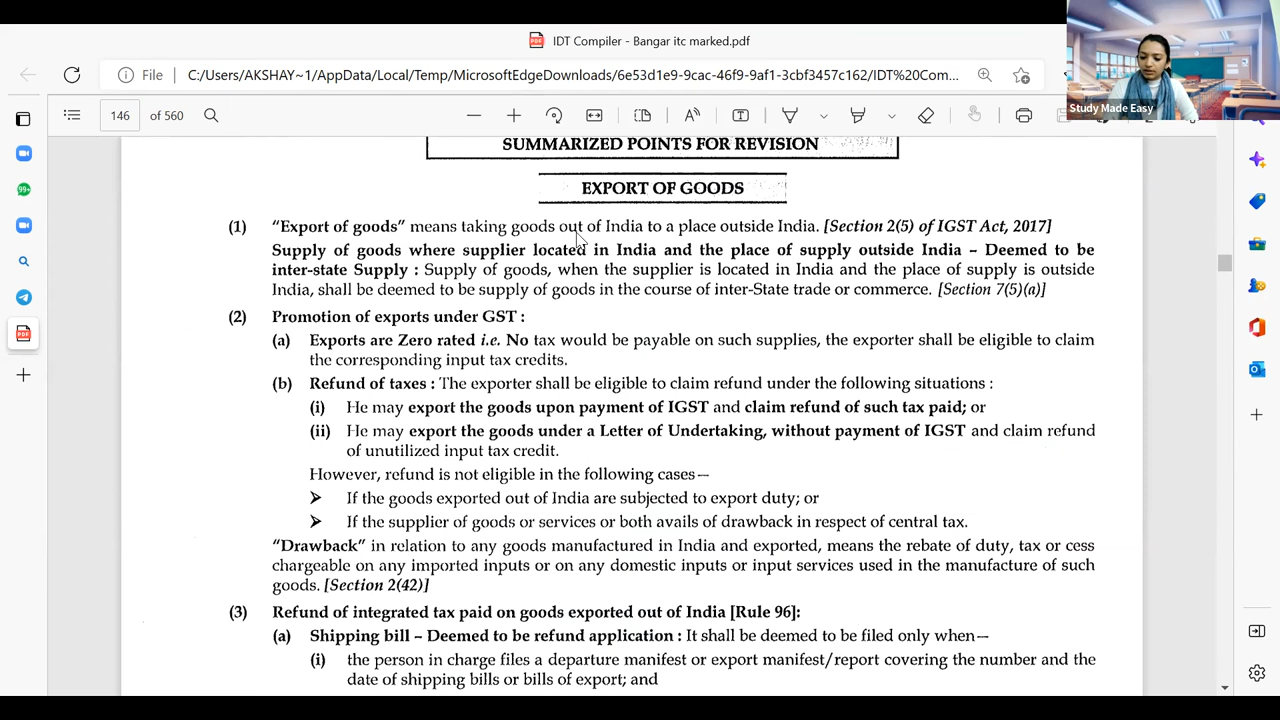 IDT Compiler - Bangar itc marked.pdf
File
C:/Users/AKSHAY~1/AppData/Local/Temp/MicrosoftEdgeDownloads/6e53d1e9-9cac-46f9-9af1-3cbf3457c162/IDT%20Com...
Study Made Easy
146 of 560
99+
SUMMARIZED POINTS FOR REVISION
EXPORT OF GOODS
(1) "Export of goods" means taking goods out of India to a place outside India. [Section 2(5) of IGST Act, 2017]
Supply of goods where supplier located in India and the place of supply outside India – Deemed to be
inter-state Supply : Supply of goods, when the supplier is located in India and the place of supply is outside
India, shall be deemed to be supply of goods in the course of inter-State trade or commerce. [Section 7(5)(a)]
(2) Promotion of exports under GST :
(a) Exports are Zero rated i.e. No tax would be payable on such supplies, the exporter shall be eligible to claim
the corresponding input tax credits.
(b) Refund of taxes : The exporter shall be eligible to claim refund under the following situations :
(i) He may export the goods upon payment of IGST and claim refund of such tax paid; or
(ii) He may export the goods under a Letter of Undertaking, without payment of IGST and claim refund
of unutilized input tax credit.
However, refund is not eligible in the following cases—
➢ If the goods exported out of India are subjected to export duty; or
➢ If the supplier of goods or services or both avails of drawback in respect of central tax.
"Drawback" in relation to any goods manufactured in India and exported, means the rebate of duty, tax or cess
chargeable on any imported inputs or on any domestic inputs or input services used in the manufacture of such
goods. [Section 2(42)]
(3) Refund of integrated tax paid on goods exported out of India [Rule 96]:
(a) Shipping bill – Deemed to be refund application : It shall be deemed to be filed only when—
(i) the person in charge files a departure manifest or export manifest/report covering the number and the
date of shipping bills or bills of export; and